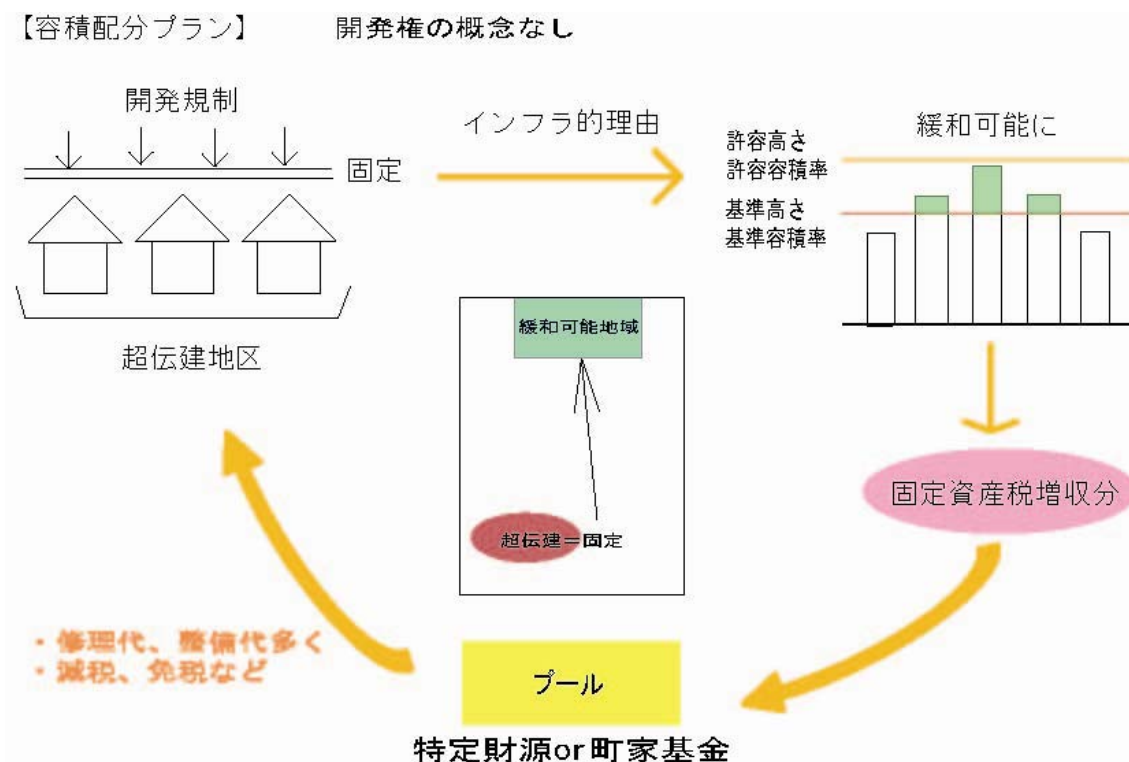 【容積配分プラン】 開発権の概念なし
開発規制
固定
超伝建地区
インフラ的理由
緩和可能に
許容高さ
許容容積率
基準高さ
基準容積率
緩和可能地域
超伝建＝固定
固定資産税増収分
・修理代、整備代多く
・減税、免税など
プール
特定財源or町家基金